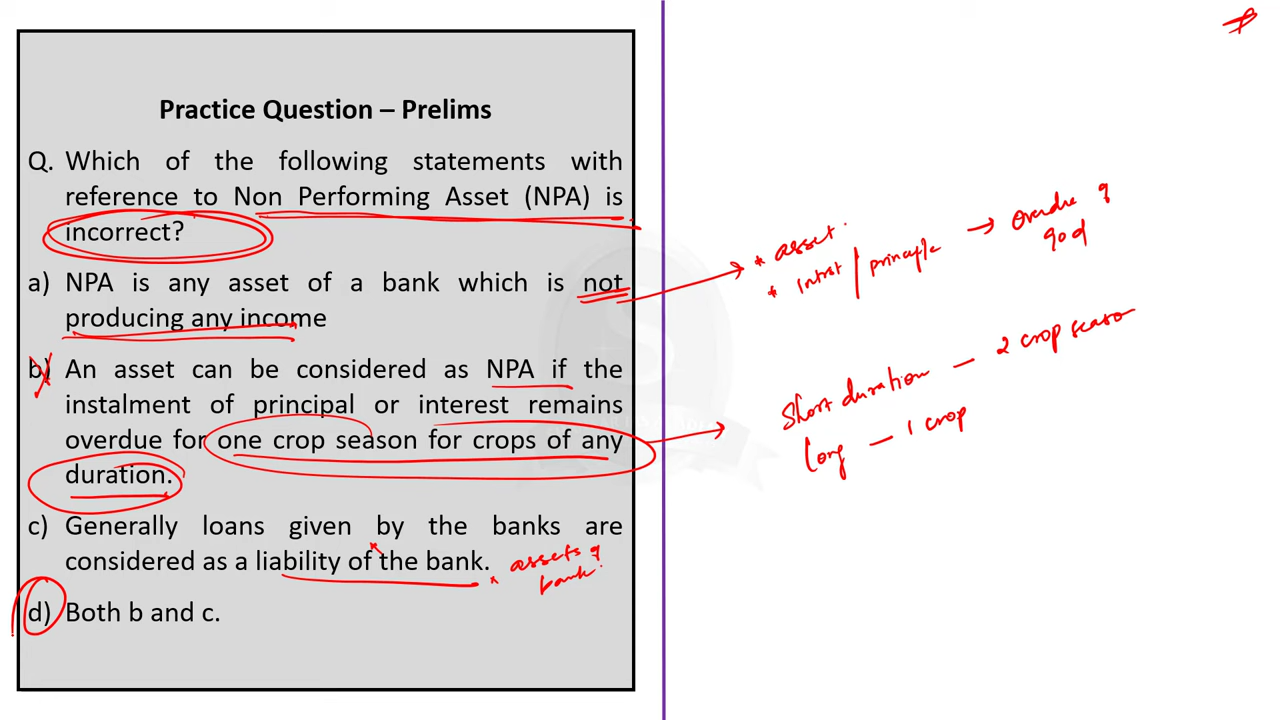 Practice Question – Prelims
Q. Which of the following statements with
reference to Non Performing Asset (NPA) is
incorrect?
a) NPA is any asset of a bank which is not
producing any income
b) An asset can be considered as NPA if the
instalment of principal or interest remains
overdue for one crop season for crops of any
duration.
c) Generally loans given by the banks are
considered as a liability of the bank.
assets of
bank.
d) Both b and c.
* asset.
* Intrst / principle → overdue of
90d
Short duration – 2 crop season
long – 1 crop